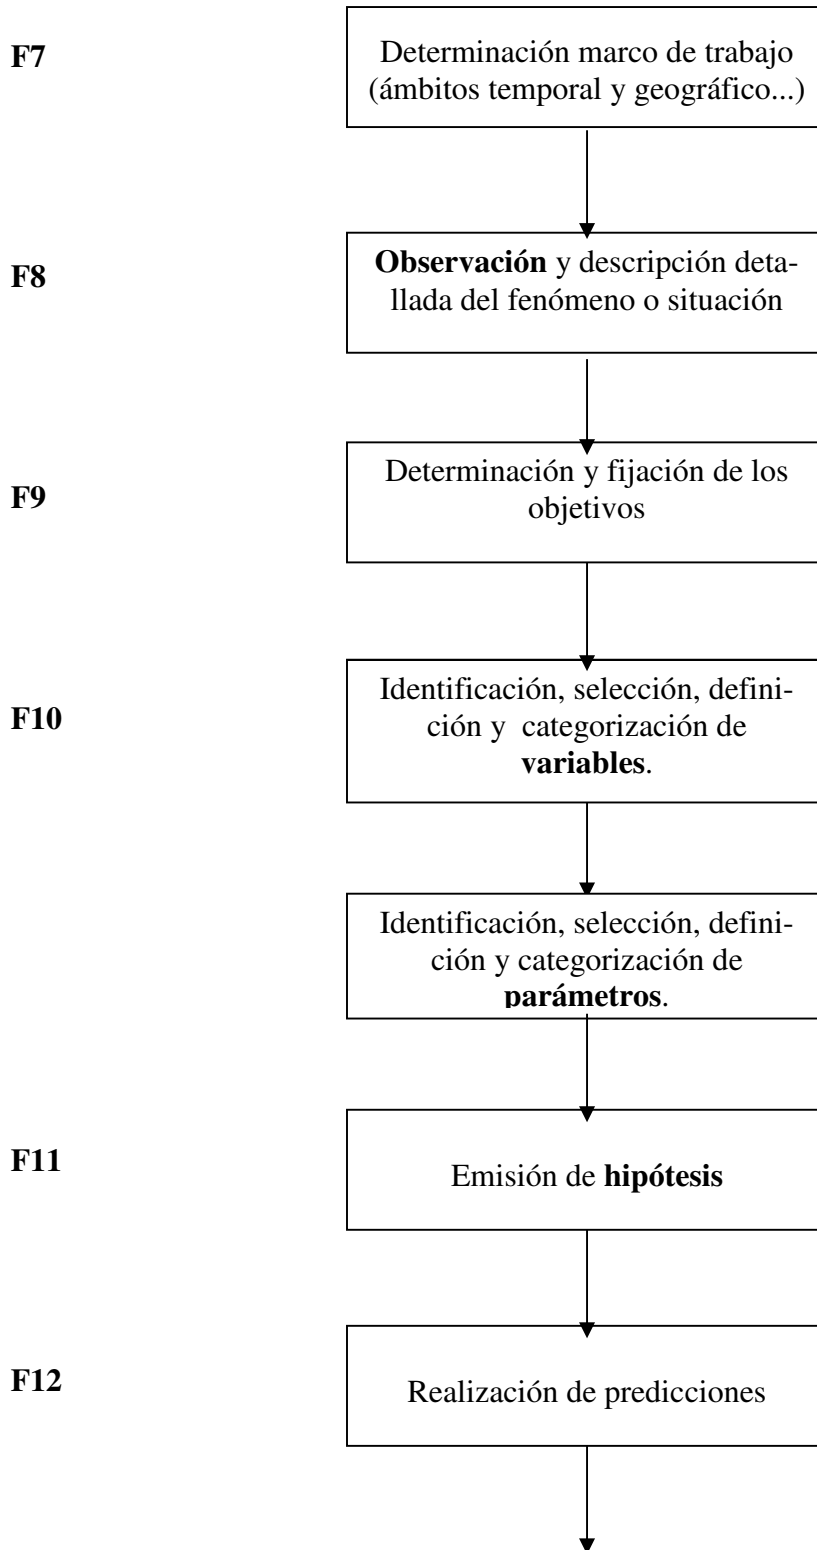 F7
Determinación marco de trabajo
(ámbitos temporal y geográfico...)
F8
Observación y descripción deta-
llada del fenómeno o situación
F9
Determinación y fijación de los
objetivos
F10
Identificación, selección, defini-
ción y  categorización de
variables.
Identificación, selección, defini-
ción y categorización de
parámetros.
F11
Emisión de hipótesis
F12
Realización de predicciones